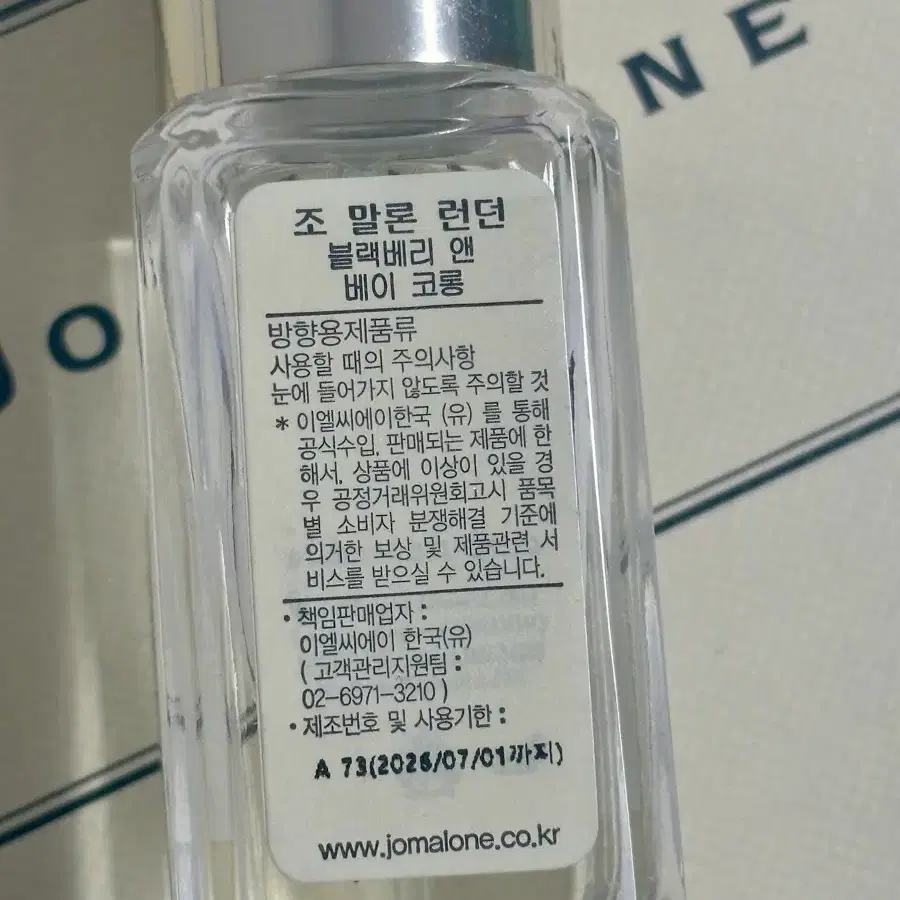 NE
JO
조 말론 런던
블랙베리 앤
베이 코롱
방향용제품류
사용할 때의 주의사항
눈에 들어가지 않도록 주의할 것
* 이엘씨에이한국 (유) 를 통해
공식수입, 판매되는 제품에 한
해서, 상품에 이상이 있을 경
우 공정거래위원회고시 품목
별 소비자 분쟁해결 기준에
의거한 보상 및 제품관련 서
비스를 받으실 수 있습니다.
• 책임판매업자 :
이엘씨에이 한국(유)
( 고객관리지원팀 :
02-6971-3210 )
• 제조번호 및 사용기한 :
A 73(2026/07/01까지)
www.jomalone.co.kr